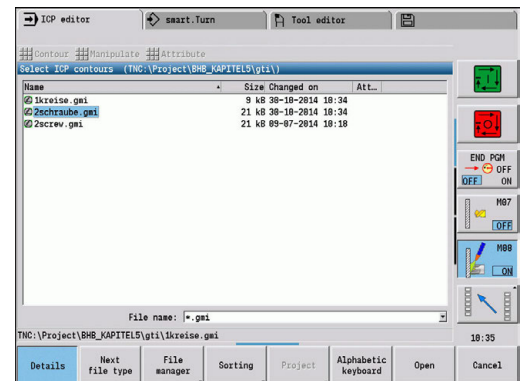 ICP editor smart.Turn Tool editor
Contour Manipulate Attribute
Select ICP contours (TNC:\Project\BHB_KAPITEL5\gti\)
Name Size Changed on Att...
1kreise.gmi 9 kB 30-10-2014 10:34
2schraube.gmi 21 kB 30-10-2014 10:34
2screw.gmi 21 kB 09-07-2014 10:18
END PGM
OFF
OFF ON
M07
OFF
M08
ON
File name: *.gmi
TNC:\Project\BHB_KAPITEL5\gti\1kreise.gmi
10:35
Details Next file type File manager Sorting Project Alphabetic keyboard Open Cancel